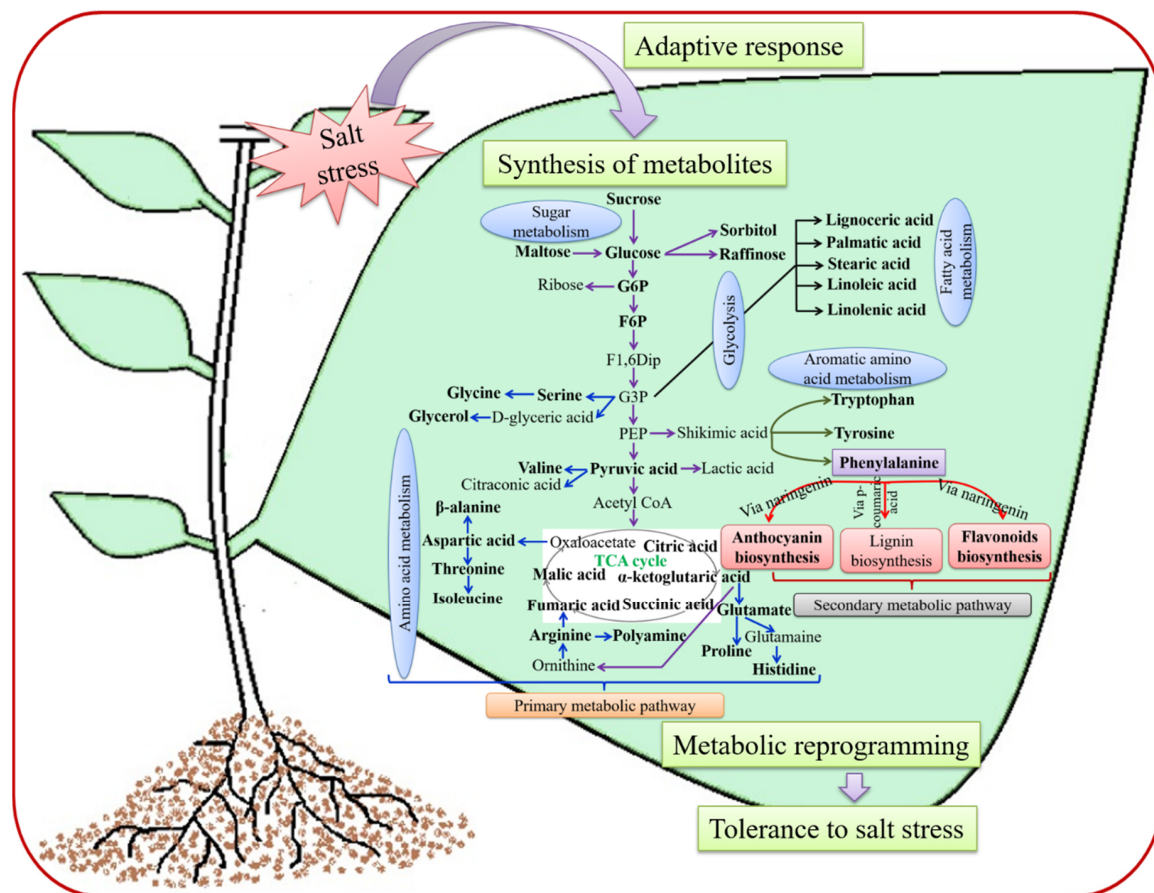 Adaptive response
Salt
stress
Synthesis of metabolites
Sugar
metabolism
Sucrose
Maltose
Glucose
Sorbitol
Raffinose
Ribose
G6P
F6P
F1,6Dip
Glycolysis
Lignoceric acid
Palmatic acid
Stearic acid
Linoleic acid
Linolenic acid
Fatty acid
metabolism
Glycine
Serine
G3P
Glycerol
D-glyceric acid
PEP
Shikimic acid
Aromatic amino
acid metabolism
Tryptophan
Tyrosine
Phenylalanine
Valine
Pyruvic acid
Lactic acid
Citraconic acid
Acetyl CoA
Via naringenin
Via p-
coumaric
acid
Via naringenin
Anthocyanin
biosynthesis
Lignin
biosynthesis
Flavonoids
biosynthesis
Secondary metabolic pathway
Amino acid metabolism
β-alanine
Aspartic acid
Threonine
Isoleucine
Oxaloacetate
Citric acid
TCA cycle
Malic acid
α-ketoglutaric acid
Fumaric acid
Succinic acid
Glutamate
Arginine
Polyamine
Glutamaine
Ornithine
Proline
Histidine
Primary metabolic pathway
Metabolic reprogramming
Tolerance to salt stress